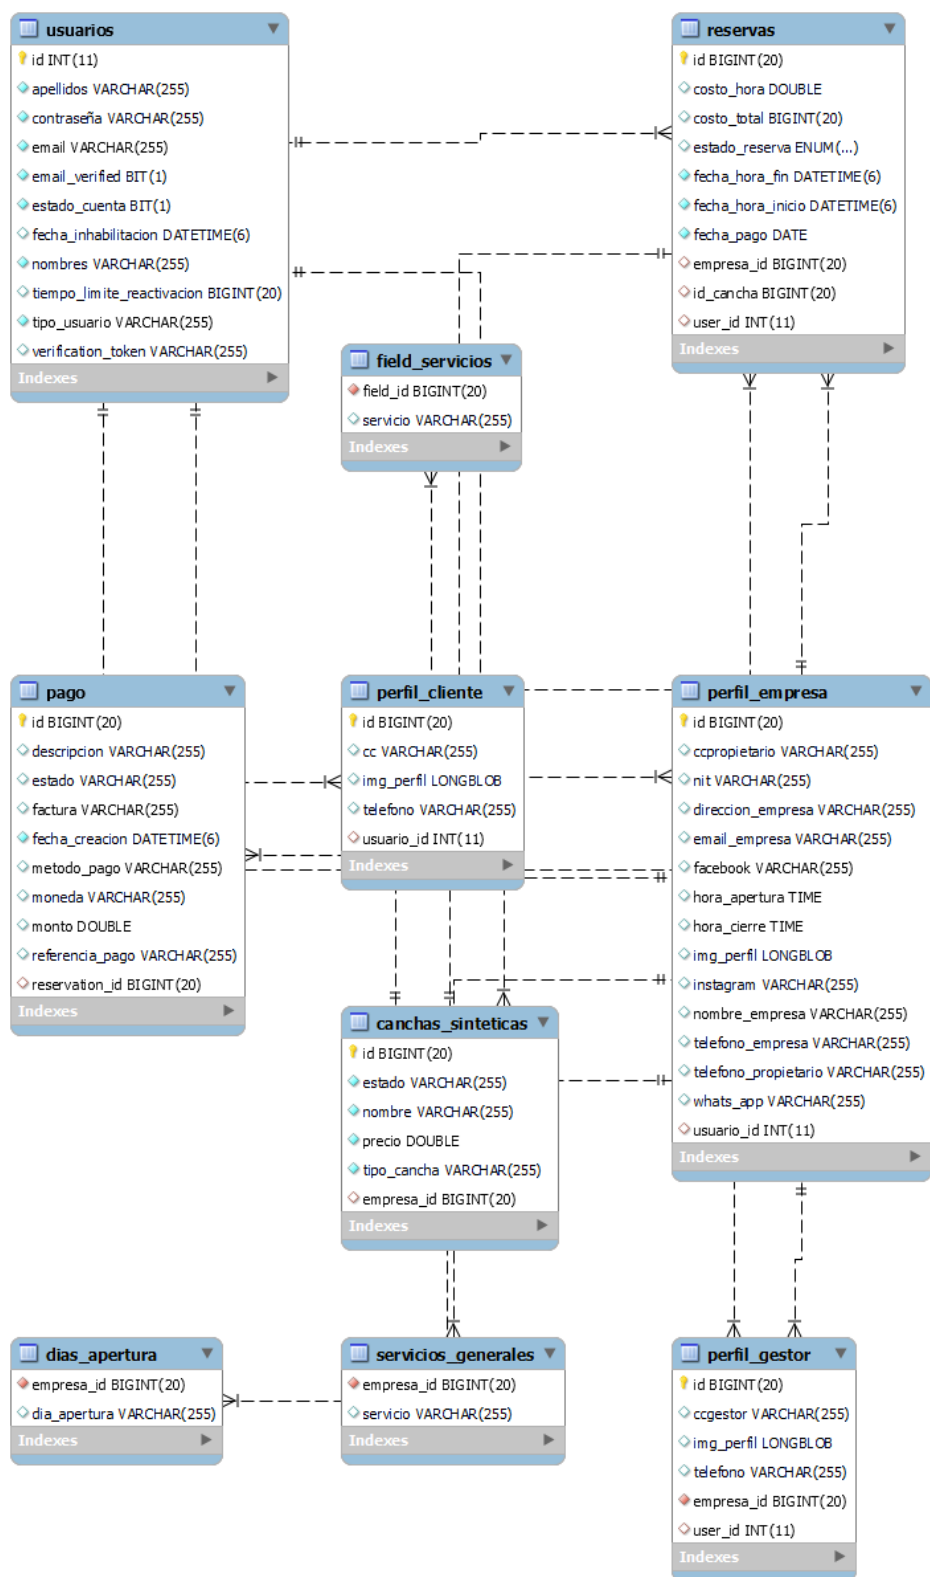 usuarios
id INT(11)
apellidos VARCHAR(255)
contraseña VARCHAR(255)
email VARCHAR(255)
email_verified BIT(1)
estado_cuenta BIT(1)
fecha_inhabilitacion DATETIME(6)
nombres VARCHAR(255)
tiempo_limite_reactivacion BIGINT(20)
tipo_usuario VARCHAR(255)
verification_token VARCHAR(255)
Indexes
reservas
id BIGINT(20)
costo_hora DOUBLE
costo_total BIGINT(20)
estado_reserva ENUM(...)
fecha_hora_fin DATETIME(6)
fecha_hora_inicio DATETIME(6)
fecha_pago DATE
empresa_id BIGINT(20)
id_cancha BIGINT(20)
user_id INT(11)
Indexes
field_servicios
field_id BIGINT(20)
servicio VARCHAR(255)
Indexes
pago
id BIGINT(20)
descripcion VARCHAR(255)
estado VARCHAR(255)
factura VARCHAR(255)
fecha_creacion DATETIME(6)
metodo_pago VARCHAR(255)
moneda VARCHAR(255)
monto DOUBLE
referencia_pago VARCHAR(255)
reservation_id BIGINT(20)
Indexes
perfil_cliente
id BIGINT(20)
cc VARCHAR(255)
img_perfil LONGBLOB
telefono VARCHAR(255)
usuario_id INT(11)
Indexes
perfil_empresa
id BIGINT(20)
ccpropietario VARCHAR(255)
nit VARCHAR(255)
direccion_empresa VARCHAR(255)
email_empresa VARCHAR(255)
facebook VARCHAR(255)
hora_apertura TIME
hora_cierre TIME
img_perfil LONGBLOB
instagram VARCHAR(255)
nombre_empresa VARCHAR(255)
telefono_empresa VARCHAR(255)
telefono_propietario VARCHAR(255)
whats_app VARCHAR(255)
usuario_id INT(11)
Indexes
canchas_sinteticas
id BIGINT(20)
estado VARCHAR(255)
nombre VARCHAR(255)
precio DOUBLE
tipo_cancha VARCHAR(255)
empresa_id BIGINT(20)
Indexes
dias_apertura
empresa_id BIGINT(20)
dia_apertura VARCHAR(255)
Indexes
servicios_generales
empresa_id BIGINT(20)
servicio VARCHAR(255)
Indexes
perfil_gestor
id BIGINT(20)
ccgestor VARCHAR(255)
img_perfil LONGBLOB
telefono VARCHAR(255)
empresa_id BIGINT(20)
user_id INT(11)
Indexes